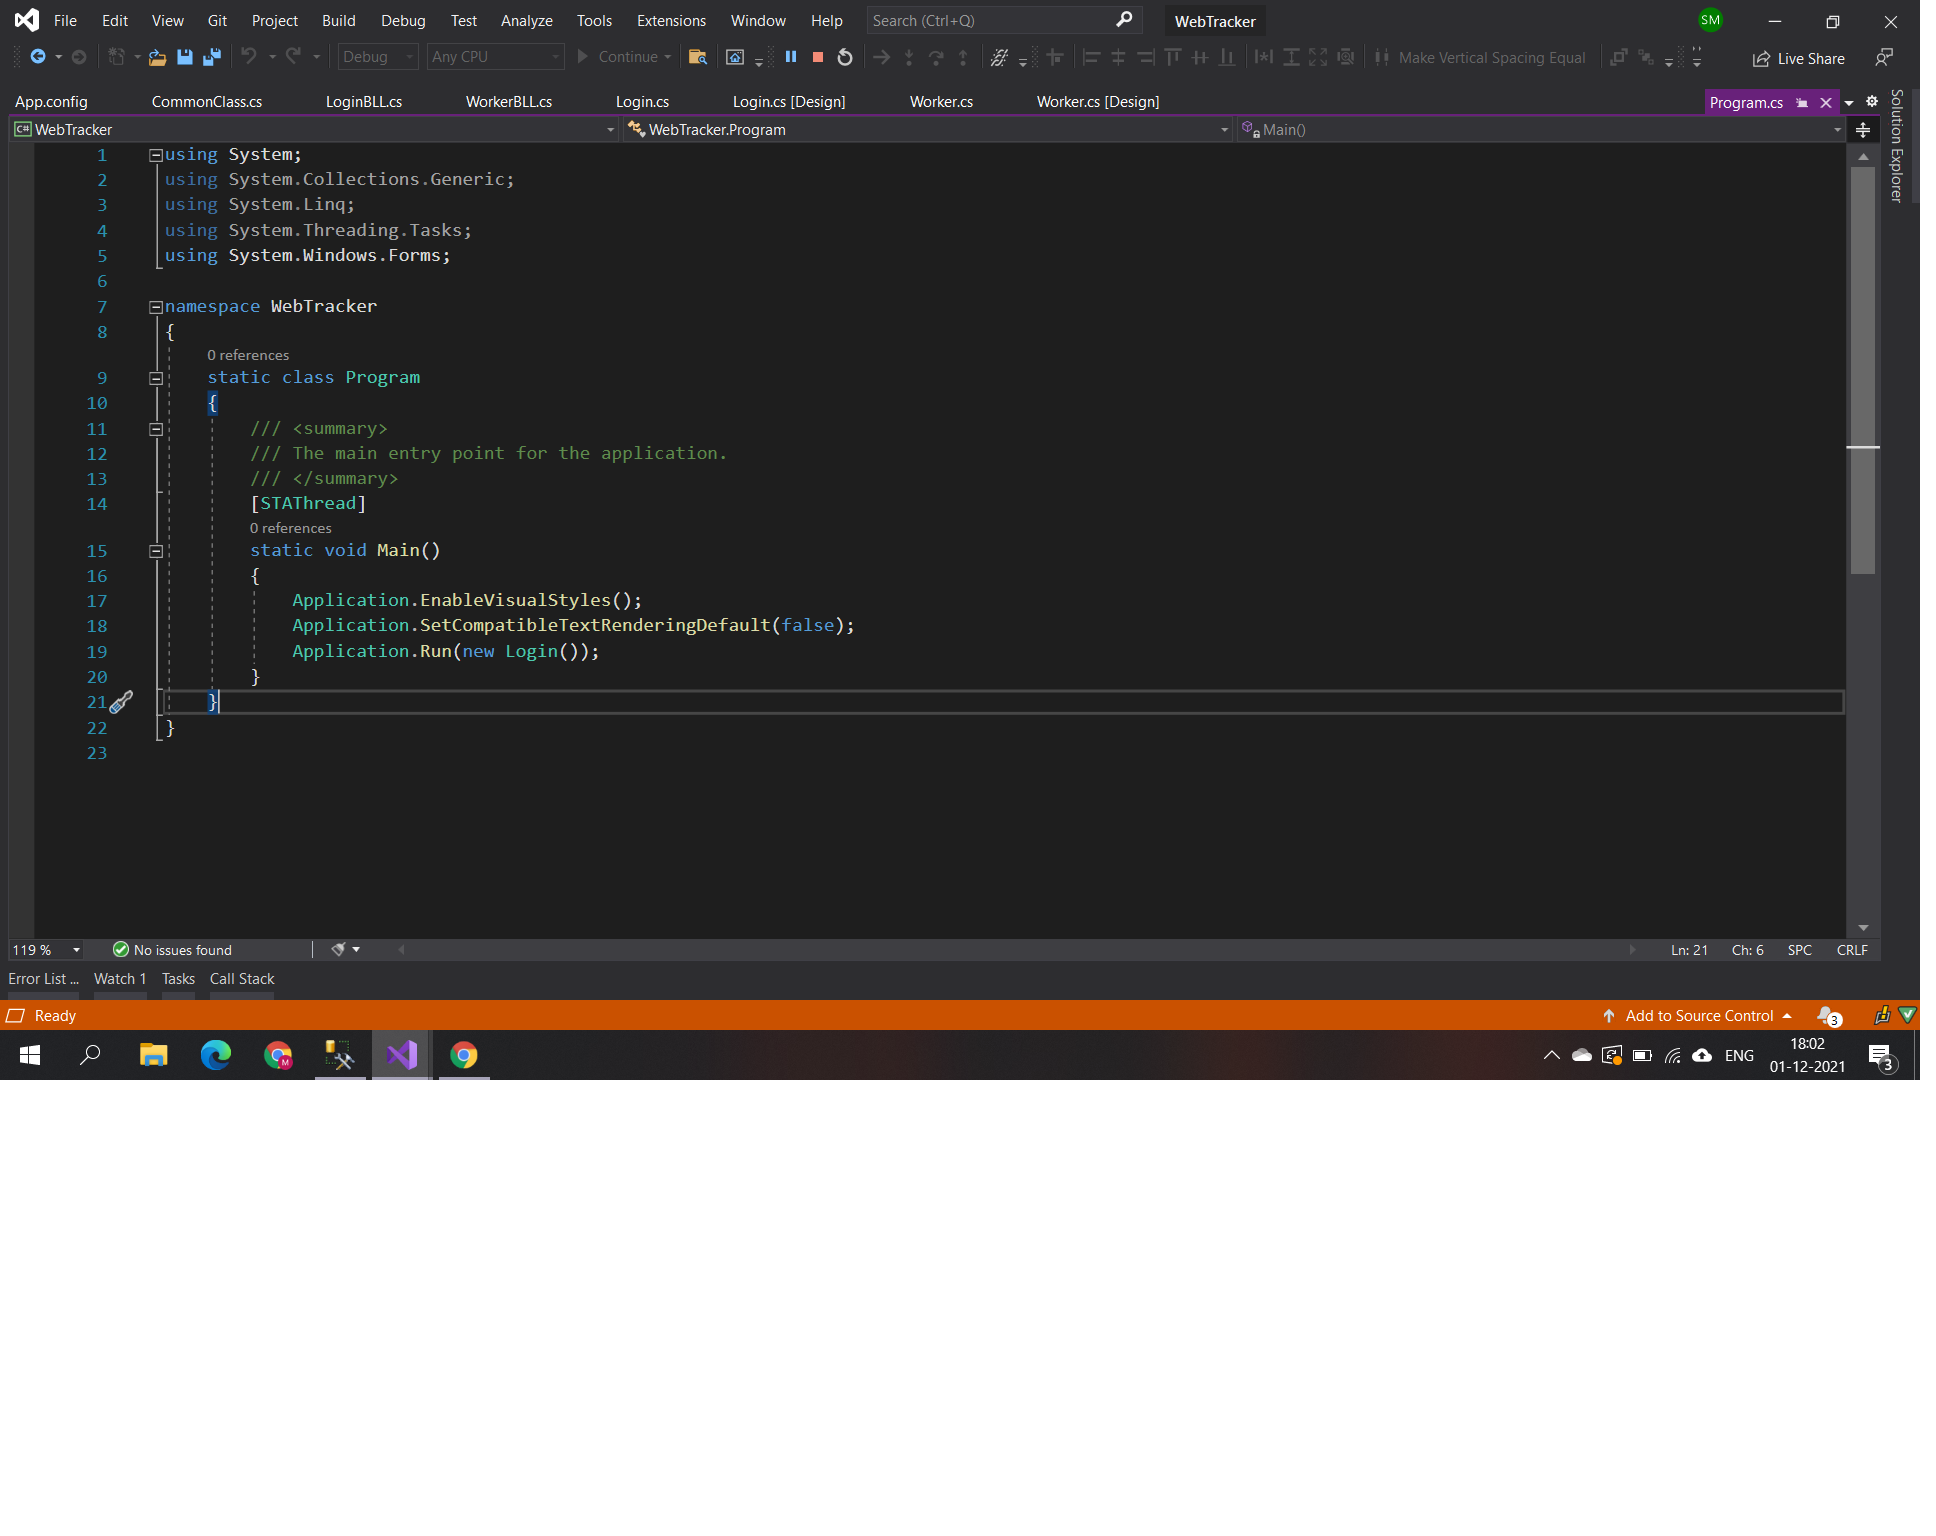 File Edit View Git Project Build Debug Test Analyze Tools Extensions Window Help Search (Ctrl+Q) WebTracker SM
Debug Any CPU Continue Make Vertical Spacing Equal Live Share
App.config CommonClass.cs LoginBLL.cs WorkerBLL.cs Login.cs Login.cs [Design] Worker.cs Worker.cs [Design] Program.cs
Solution Explorer
C# WebTracker WebTracker.Program Main()
1 using System;
2 using System.Collections.Generic;
3 using System.Linq;
4 using System.Threading.Tasks;
5 using System.Windows.Forms;
6
7 namespace WebTracker
8 {
0 references
9 static class Program
10 {
11 /// <summary>
12 /// The main entry point for the application.
13 /// </summary>
14 [STAThread]
0 references
15 static void Main()
16 {
17 Application.EnableVisualStyles();
18 Application.SetCompatibleTextRenderingDefault(false);
19 Application.Run(new Login());
20 }
21 }
22 }
23
119 % No issues found Ln: 21 Ch: 6 SPC CRLF
Error List ... Watch 1 Tasks Call Stack
Ready Add to Source Control 3
M ENG 18:02
01-12-2021 3